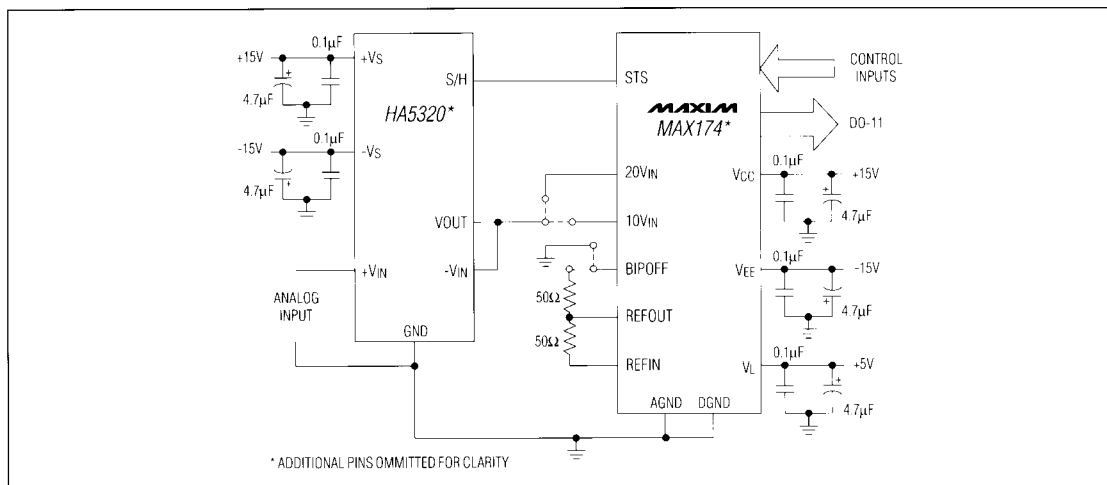 +15V
0.1µF
+VS
4.7µF
-15V
0.1µF
-VS
4.7µF
HA5320*
S/H
VOUT
+VIN
-VIN
ANALOG
INPUT
GND
STS
MAXIM
MAX174*
20VIN
10VIN
BIPOFF
50Ω
REFOUT
50Ω
REFIN
AGND
DGND
CONTROL
INPUTS
DO-11
VCC
0.1µF
+15V
4.7µF
VEE
0.1µF
-15V
4.7µF
VL
0.1µF
+5V
4.7µF
* ADDITIONAL PINS OMMITTED FOR CLARITY